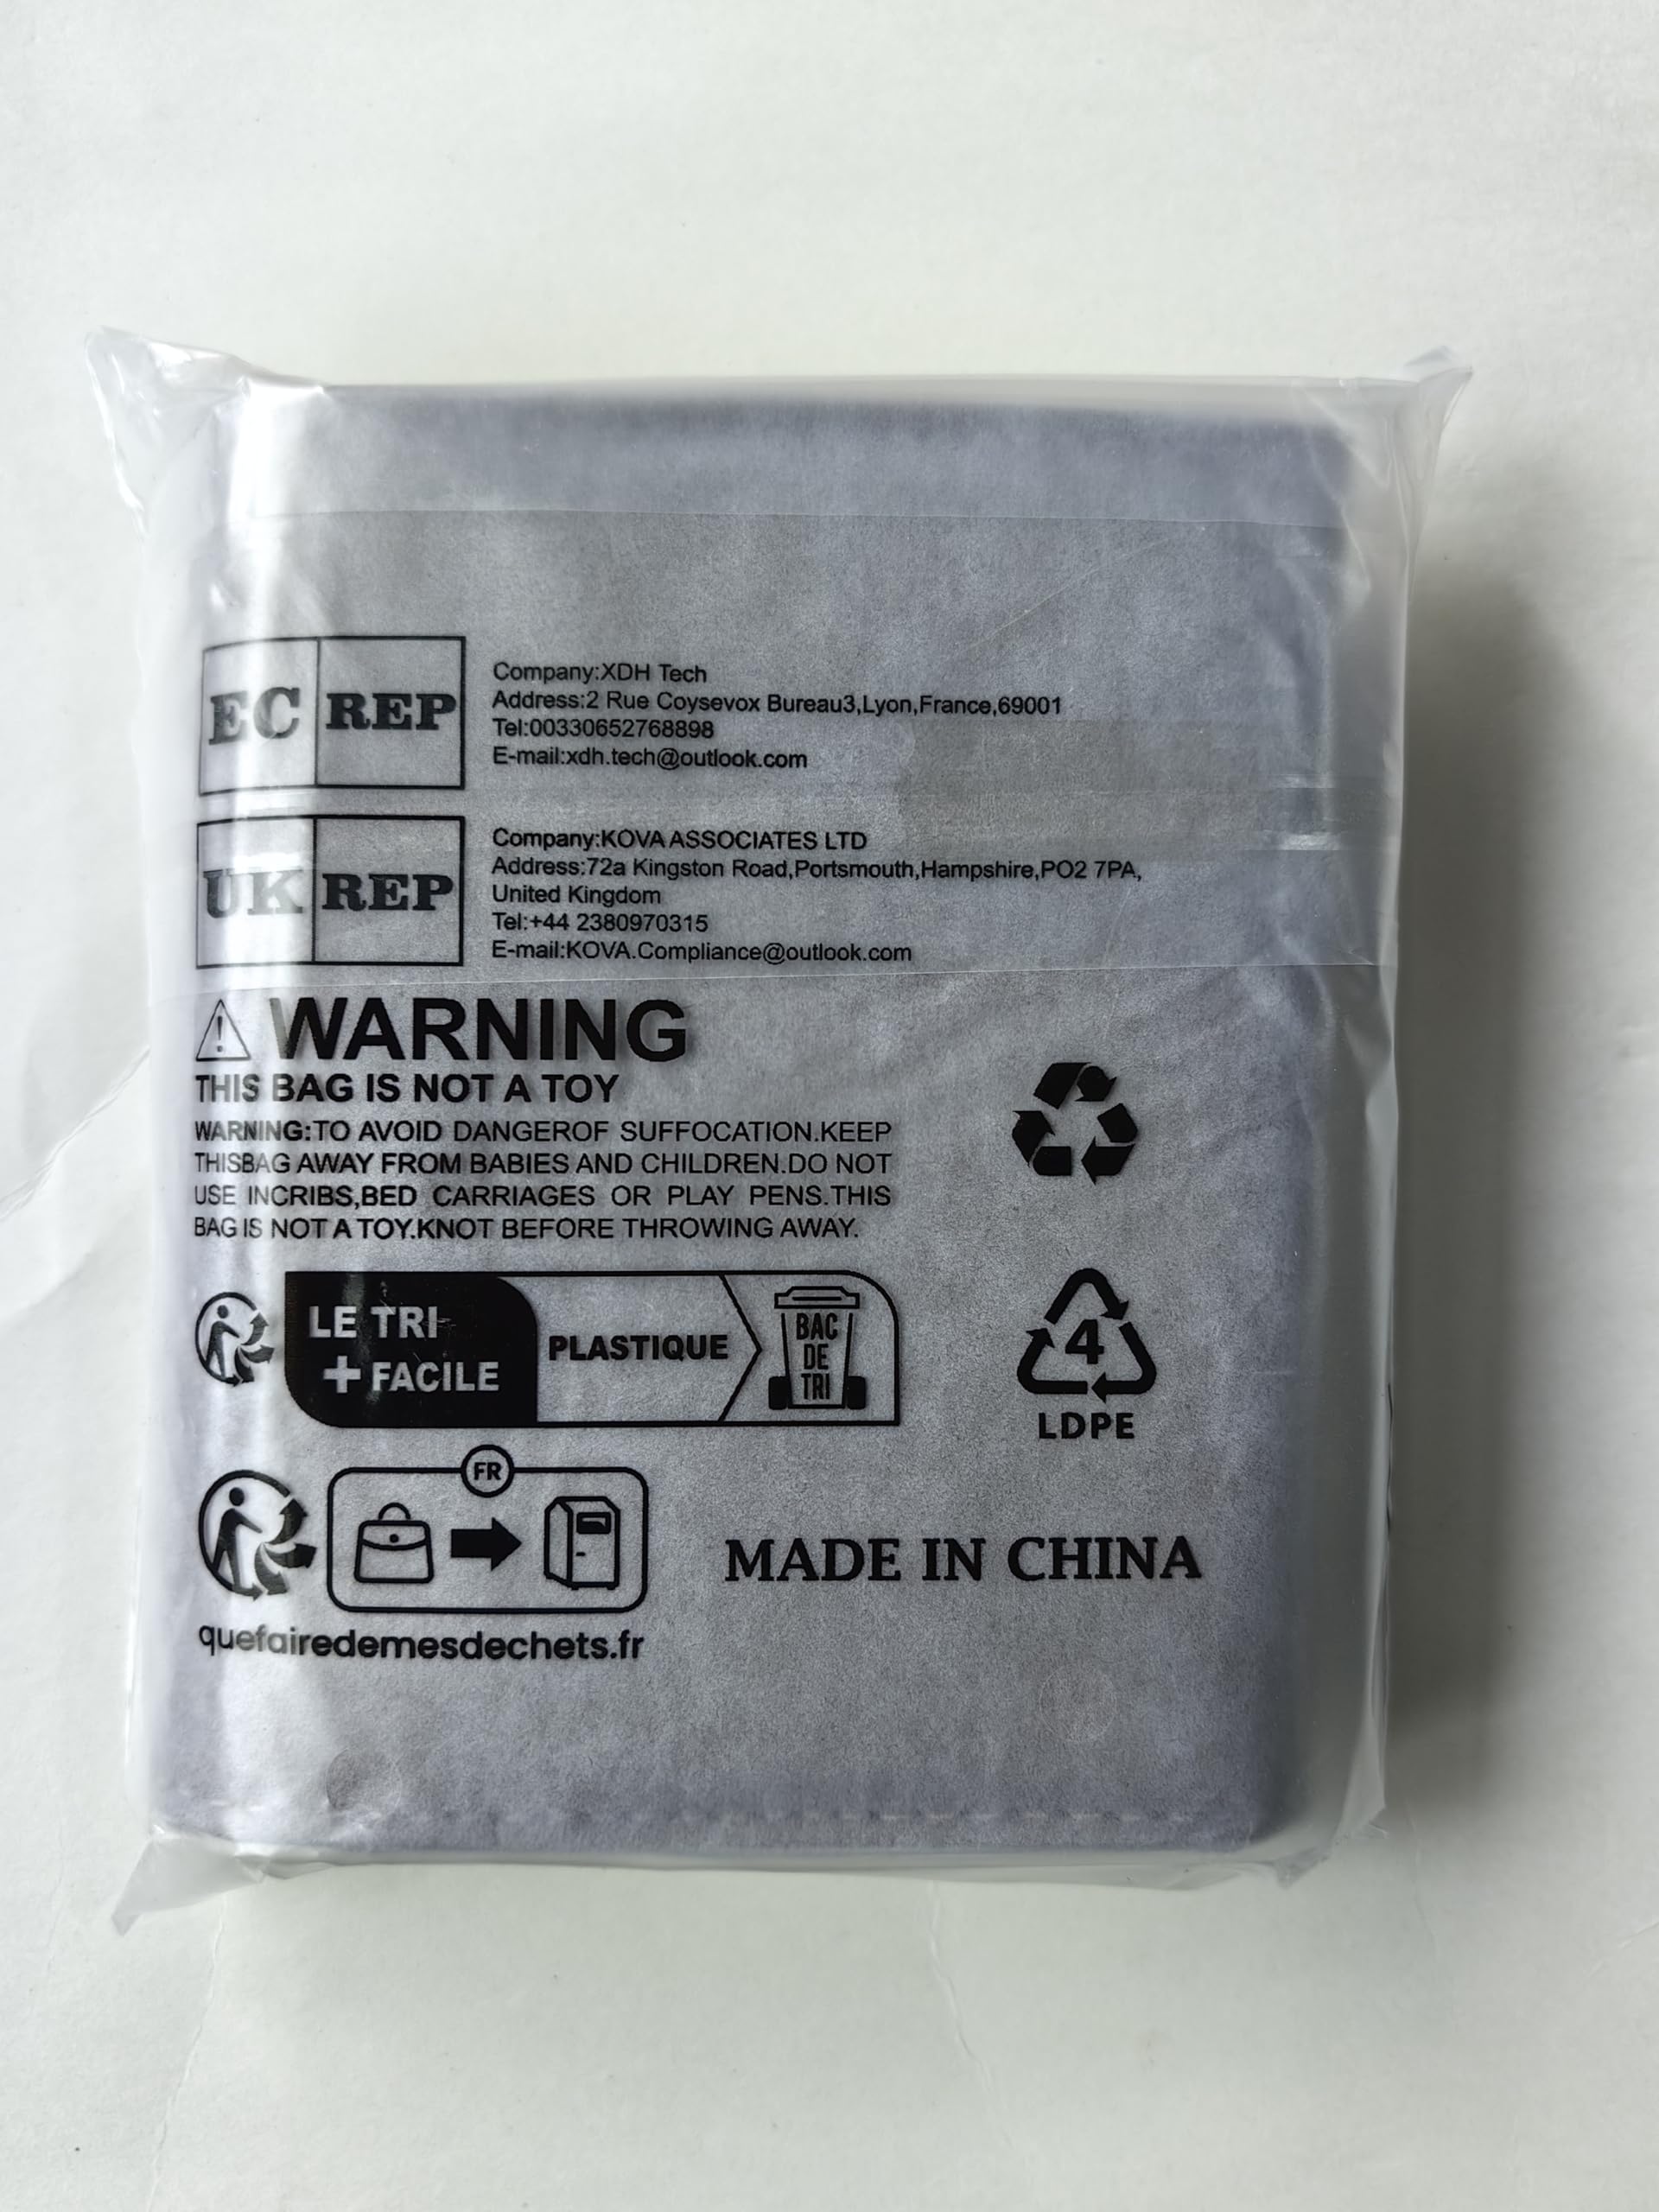 EC REP
Company:XDH Tech
Address:2 Rue Coysevox Bureau3,Lyon,France,69001
Tel:00330652768898
E-mail:xdh.tech@outlook.com
UK REP
Company:KOVA ASSOCIATES LTD
Address:72a Kingston Road,Portsmouth,Hampshire,PO2 7PA,
United Kingdom
Tel:+44 2380970315
E-mail:KOVA.Compliance@outlook.com
WARNING
THIS BAG IS NOT A TOY
WARNING:TO AVOID DANGEROF SUFFOCATION.KEEP
THISBAG AWAY FROM BABIES AND CHILDREN.DO NOT
USE INCRIBS,BED CARRIAGES OR PLAY PENS.THIS
BAG IS NOT A TOY.KNOT BEFORE THROWING AWAY.
LE TRI
+ FACILE
PLASTIQUE
BAC
DE
TRI
4
LDPE
FR
MADE IN CHINA
quefairedemesdechets.fr